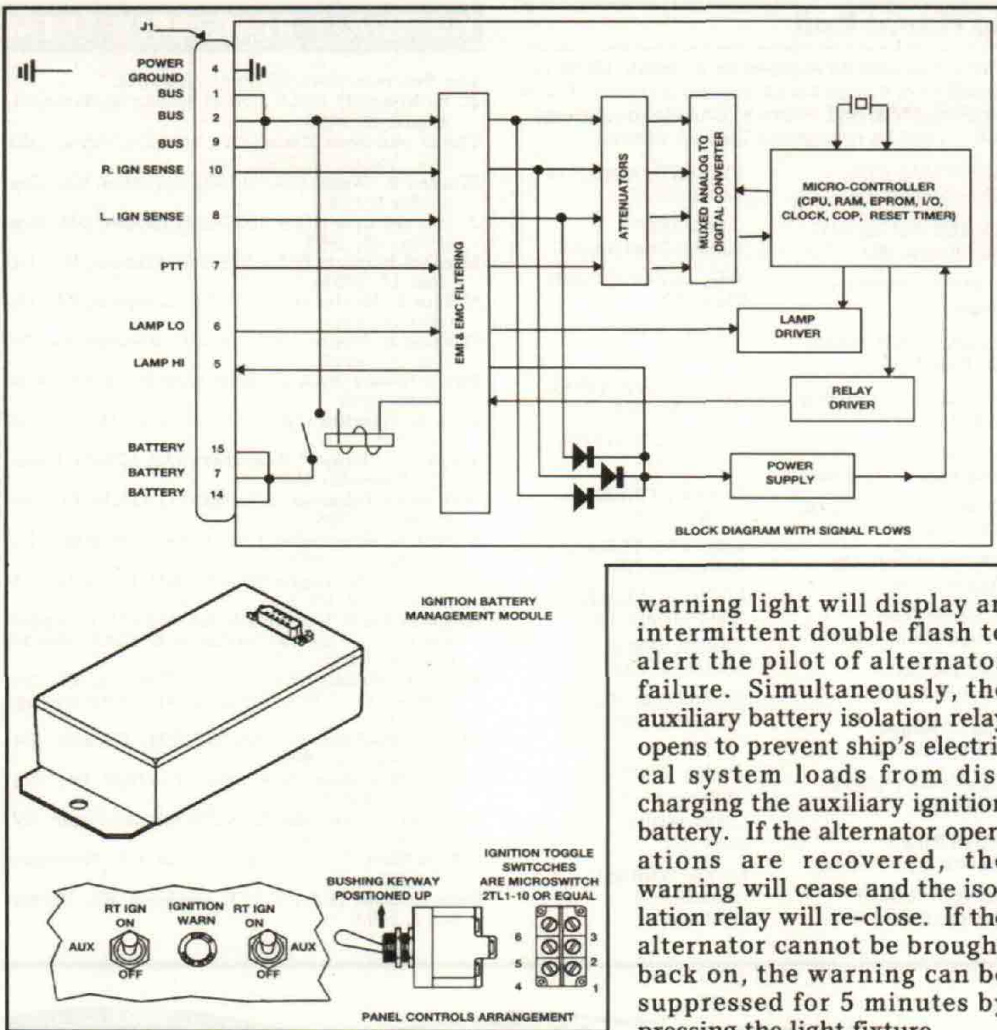 J1
POWER
GROUND
4
BUS
1
BUS
2
BUS
9
R. IGN SENSE
10
L. IGN SENSE
8
PTT
7
LAMP LO
6
LAMP HI
5
BATTERY
15
BATTERY
7
BATTERY
14
EMI & EMC FILTERING
ATTENUATORS
MUXED ANALOG TO
DIGITAL CONVERTER
MICRO-CONTROLLER
(CPU, RAM, EPROM, I/O,
CLOCK, COP, RESET TIMER)
LAMP
DRIVER
RELAY
DRIVER
POWER
SUPPLY
BLOCK DIAGRAM WITH SIGNAL FLOWS
IGNITION BATTERY
MANAGEMENT MODULE
RT IGN
ON
AUX
OFF
IGNITION
WARN
RT IGN
ON
AUX
OFF
BUSHING KEYWAY
POSITIONED UP
IGNITION TOGGLE
SWITCCHES
ARE MICROSWITCH
2TL1-10 OR EQUAL
6
5
4
3
2
1
PANEL CONTROLS ARRANGEMENT
warning light will display an
intermittent double flash to
alert the pilot of alternator
failure. Simultaneously, the
auxiliary battery isolation relay
opens to prevent ship's electri
cal system loads from dis
charging the auxiliary ignition
battery. If the alternator oper
ations are recovered, the
warning will cease and the iso
lation relay will re-close. If the
alternator cannot be brough
back on, the warning can be
suppressed for 5 minutes by
pressing the light fixture